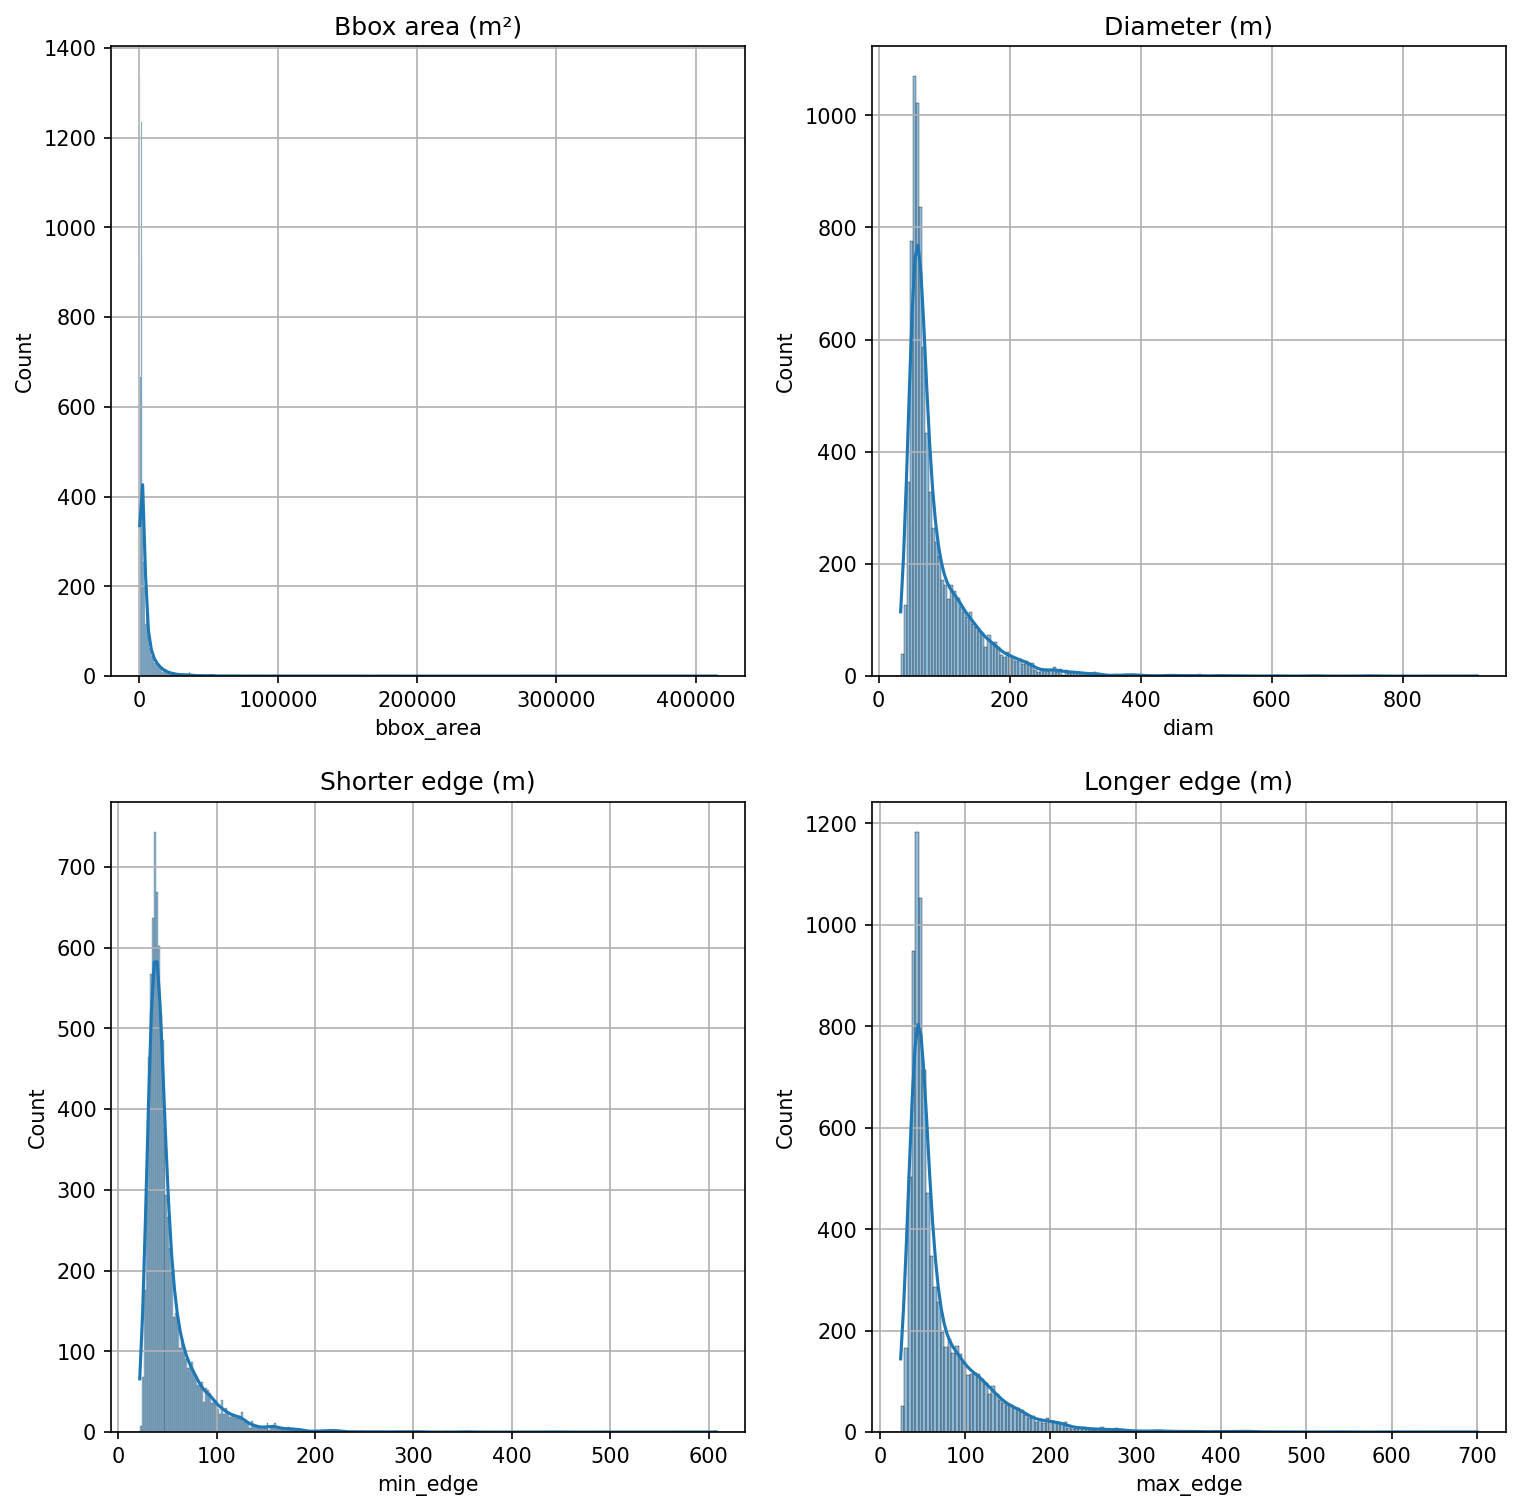 Bbox area (m²)
Count
1400
1200
1000
800
600
400
200
0
0 100000 200000 300000 400000
bbox_area
Diameter (m)
Count
1000
800
600
400
200
0
0 200 400 600 800
diam
Shorter edge (m)
Count
700
600
500
400
300
200
100
0
0 100 200 300 400 500 600
min_edge
Longer edge (m)
Count
1200
1000
800
600
400
200
0
0 100 200 300 400 500 600 700
max_edge